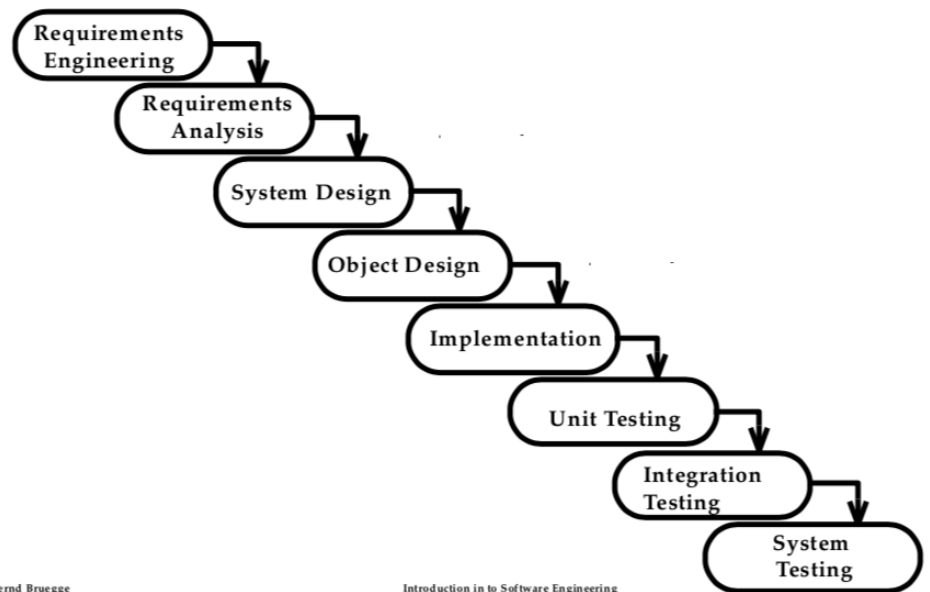 Requirements
Engineering
Requirements
Analysis
System Design
Object Design
Implementation
Unit Testing
Integration
Testing
System
Testing
Bruegge
Introduction in to Software Engineering